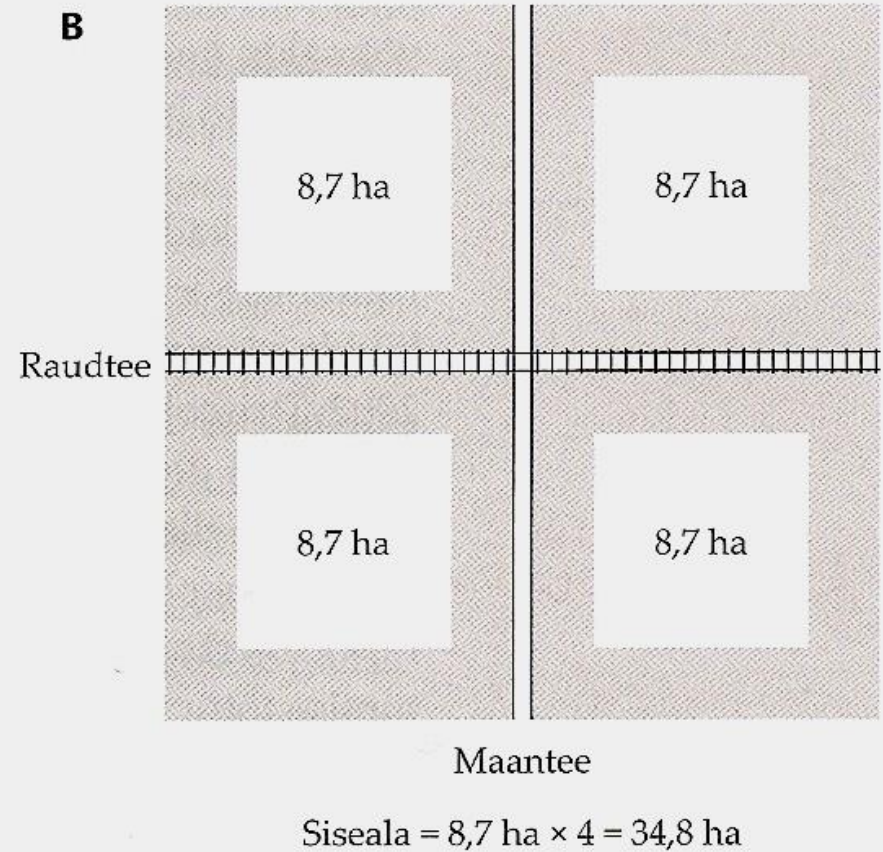 B
8,7 ha 8,7 ha
Raudtee
8,7 ha 8,7 ha
Maantee
Siseala = 8,7 ha × 4 = 34,8 ha